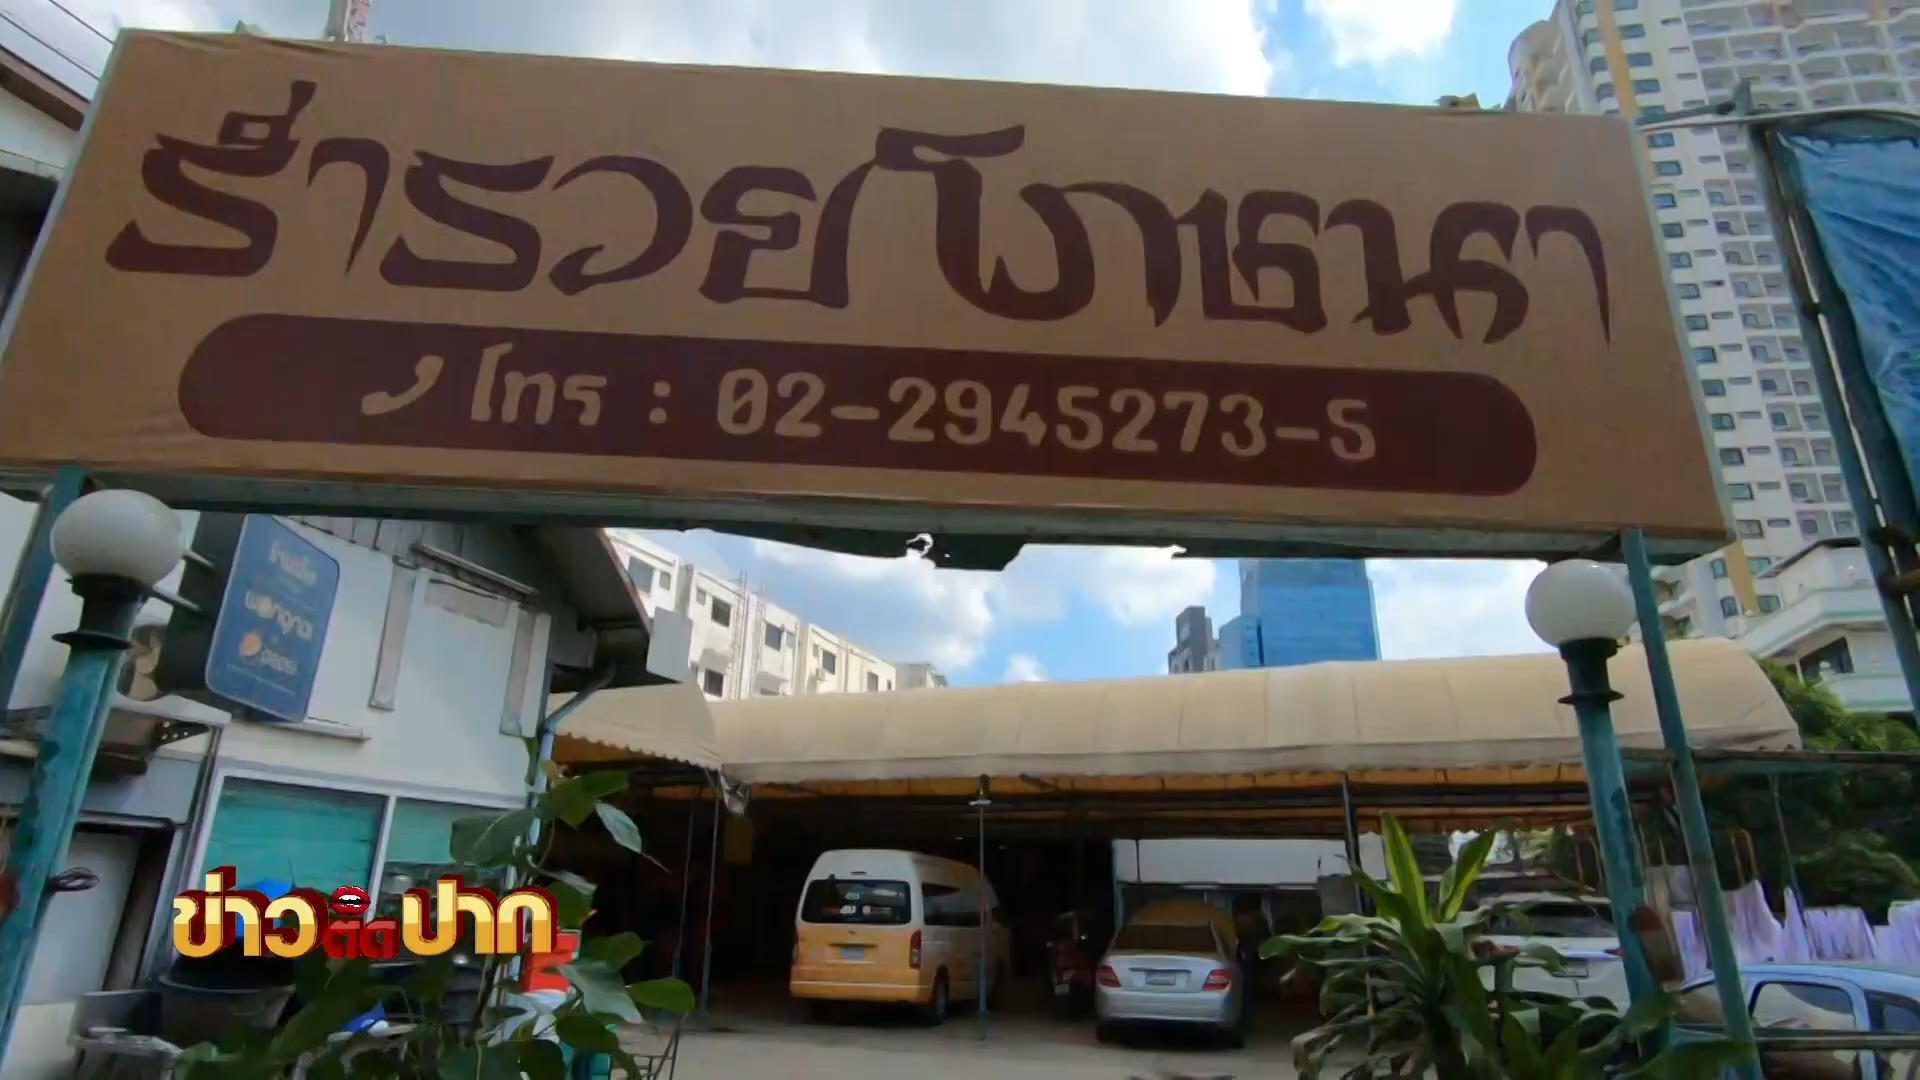 ร่ำรวยโภชนา
โทร : 02-2945273-5
pepsi
ข่าวติดปาก